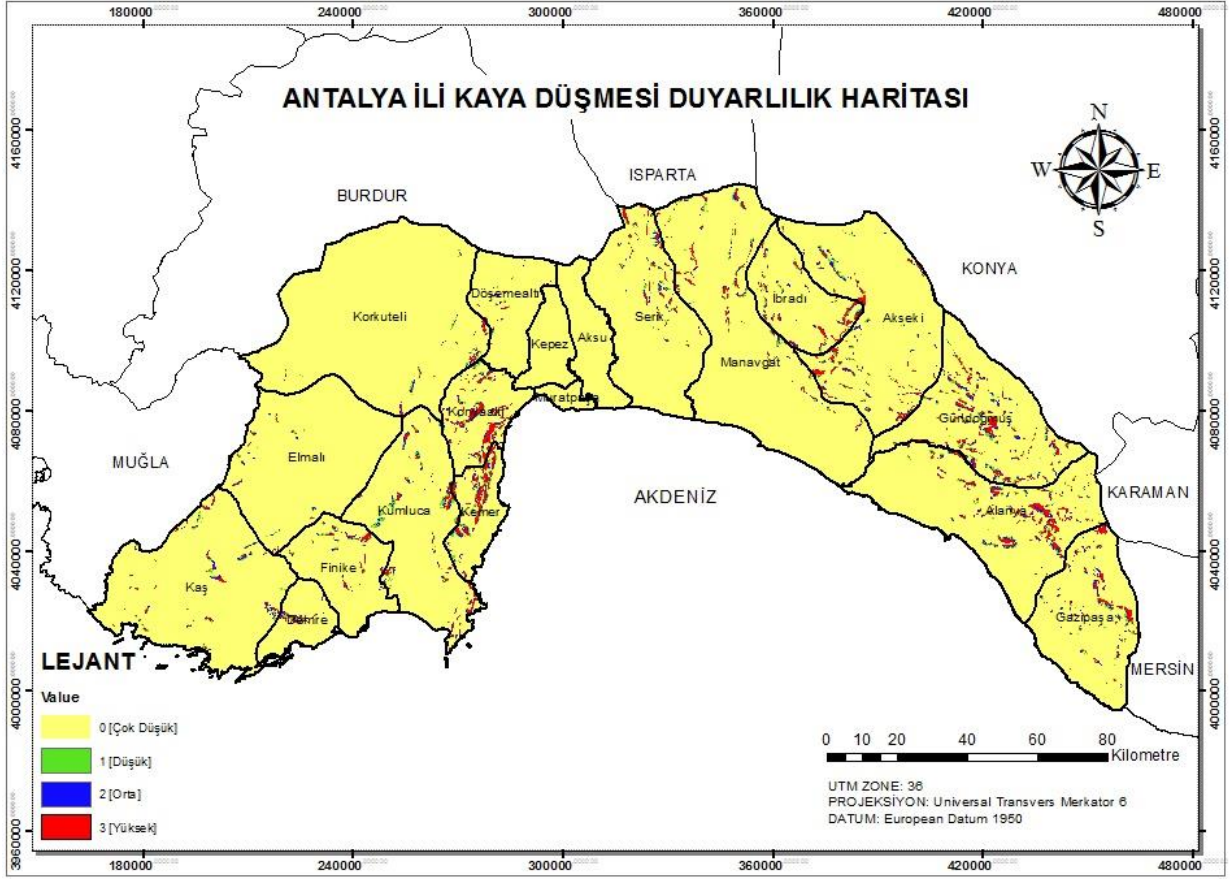 180000 240000 300000 360000 420000 480000
ANTALYA İLİ KAYA DÜŞMESİ DUYARLILIK HARİTASI
N
W E
S
4160000 4160000
ISPARTA
BURDUR
KONYA
4120000 4120000
Döşemealtı
İbradı
Korkuteli
Serik
Akseki
Kepez
Aksu
Manavgat
Muratpaşa
Konyaaltı
Gündoğmuş
4080000 4080000
Elmalı
MUĞLA
AKDENİZ
KARAMAN
Kumluca
Kemer
Alanya
4040000 4040000
Finike
Kaş
Demre
Gazipaşa
MERSİN
4000000 4000000
LEJANT
Value
0 [Çok Düşük]
1 [Düşük]
2 [Orta]
3 [Yüksek]
0 10 20 40 60 80
Kilometre
UTM ZONE: 36
PROJEKSİYON: Universal Transvers Merkator 6
DATUM: European Datum 1950
3960000 3960000
180000 240000 300000 360000 420000 480000